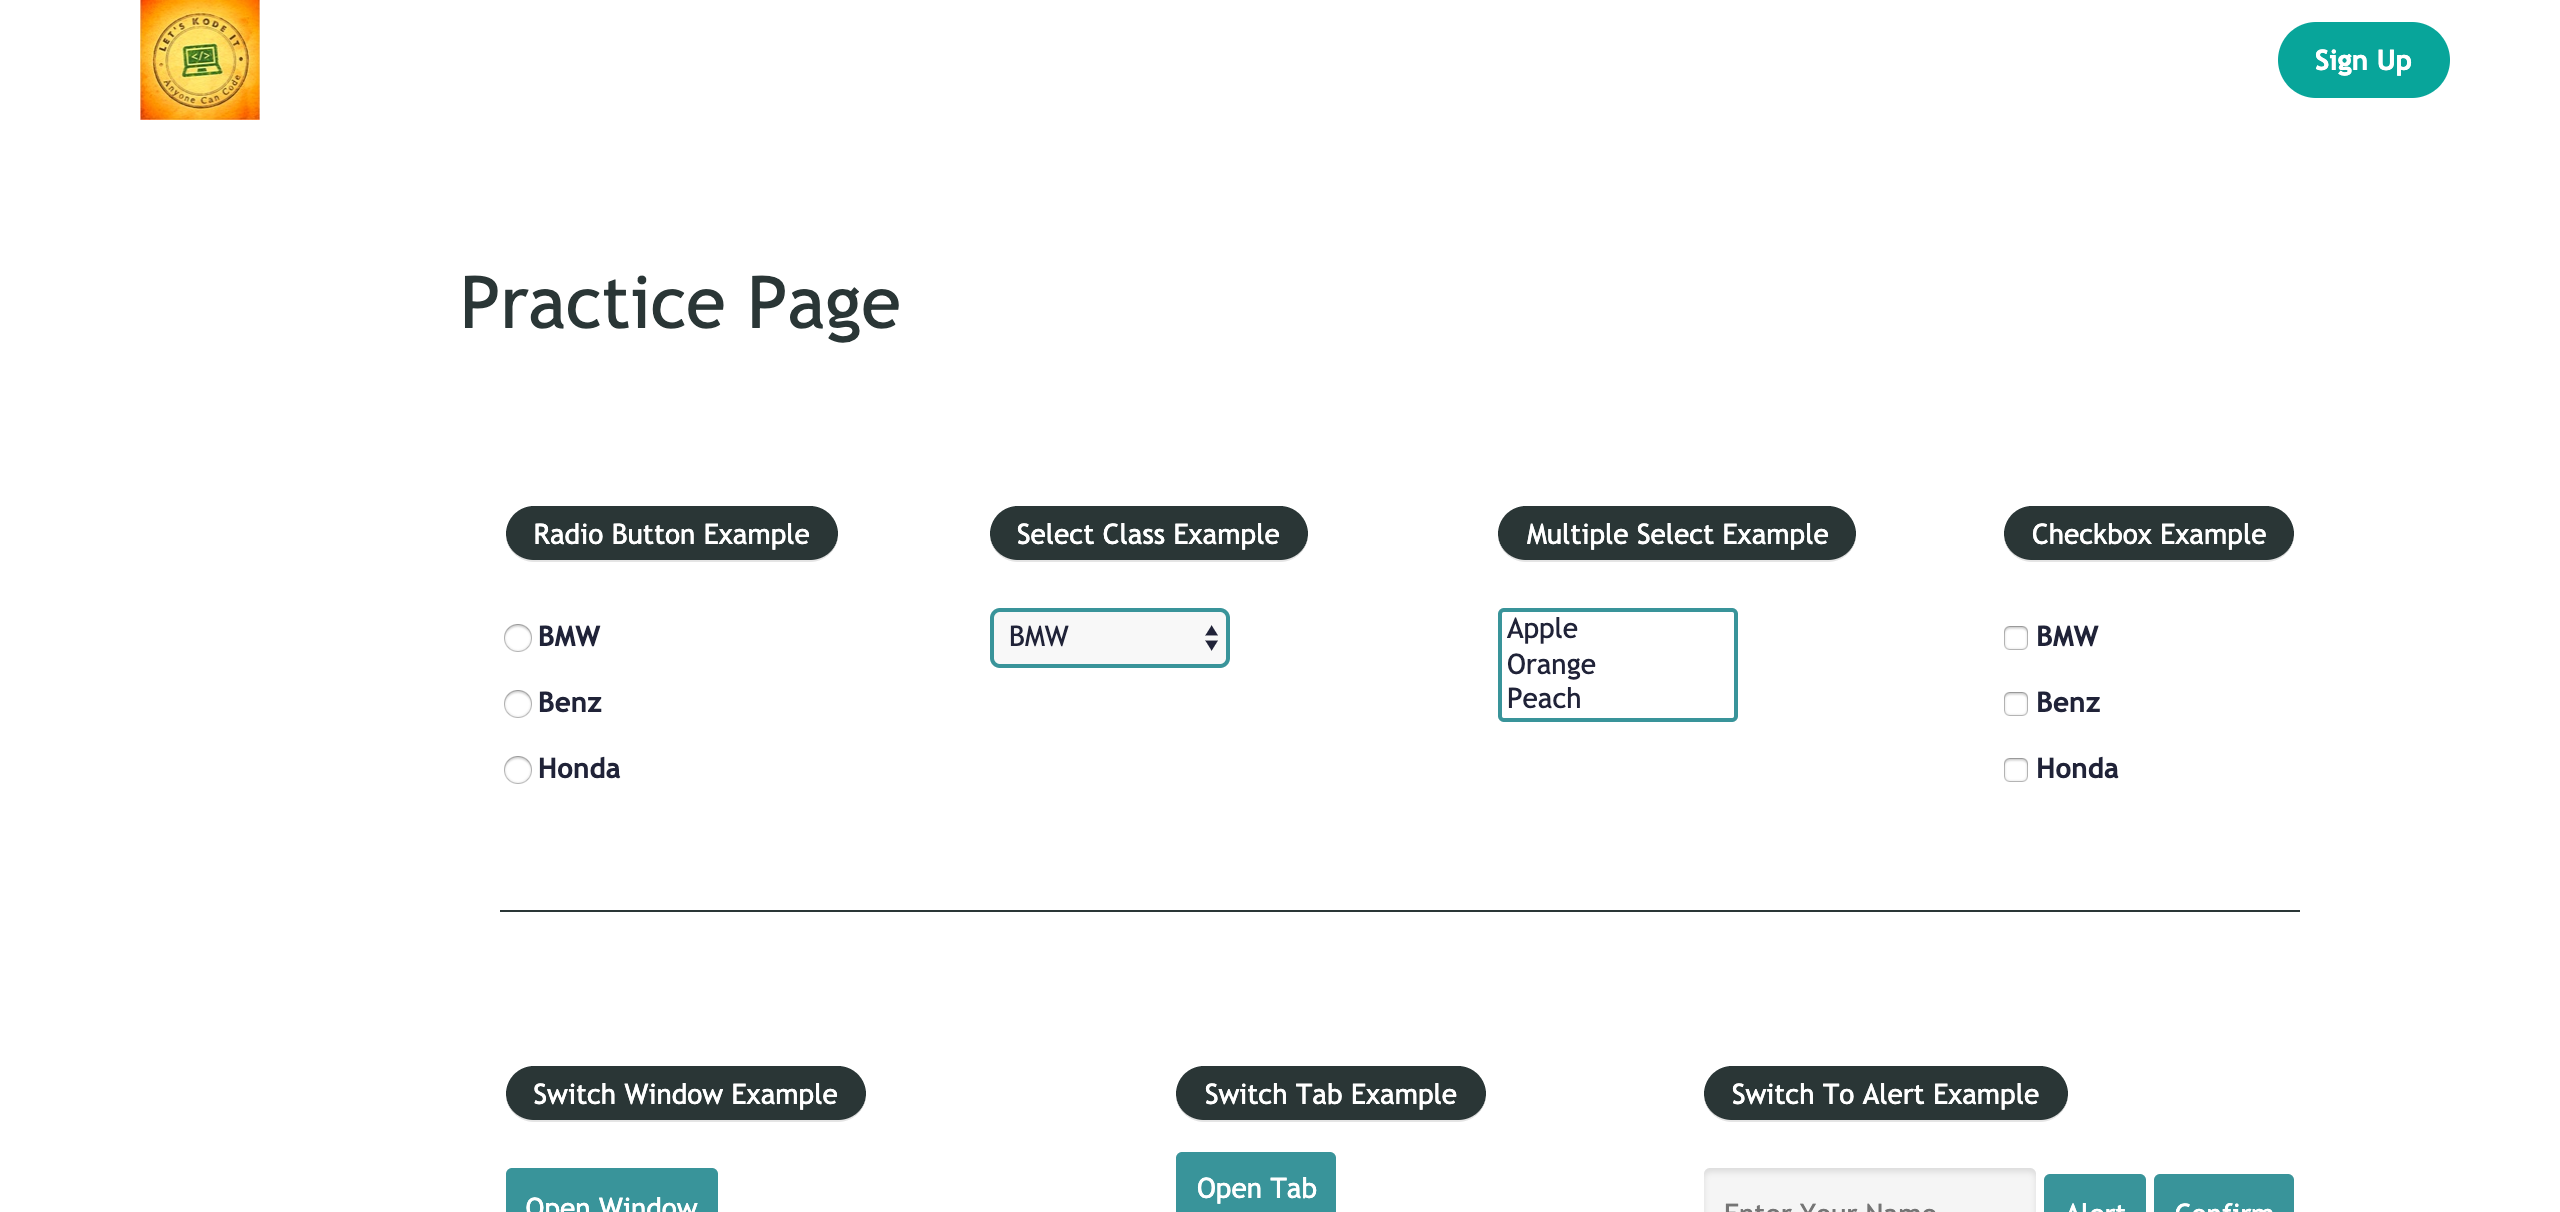 LET'S KODE IT
</>
Anyone Can Code
Sign Up
Practice Page
Radio Button Example
Select Class Example
Multiple Select Example
Checkbox Example
BMW
Benz
Honda
BMW
Apple
Orange
Peach
BMW
Benz
Honda
Switch Window Example
Switch Tab Example
Switch To Alert Example
Open Window
Open Tab
Enter Your Name
Alert
Confirm